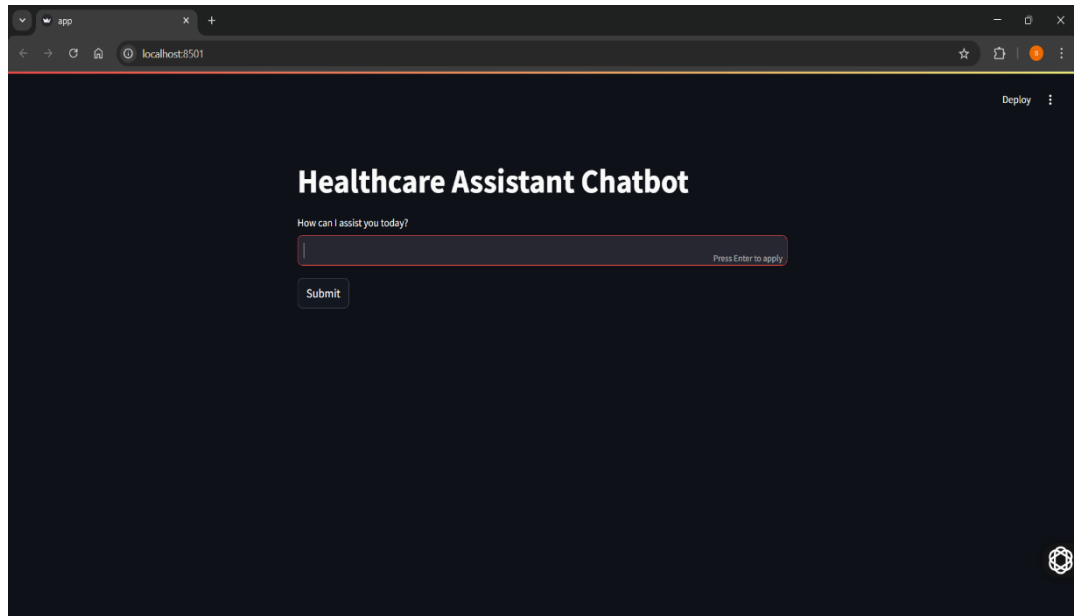 app
localhost:8501
Deploy
Healthcare Assistant Chatbot
How can I assist you today?
Press Enter to apply
Submit